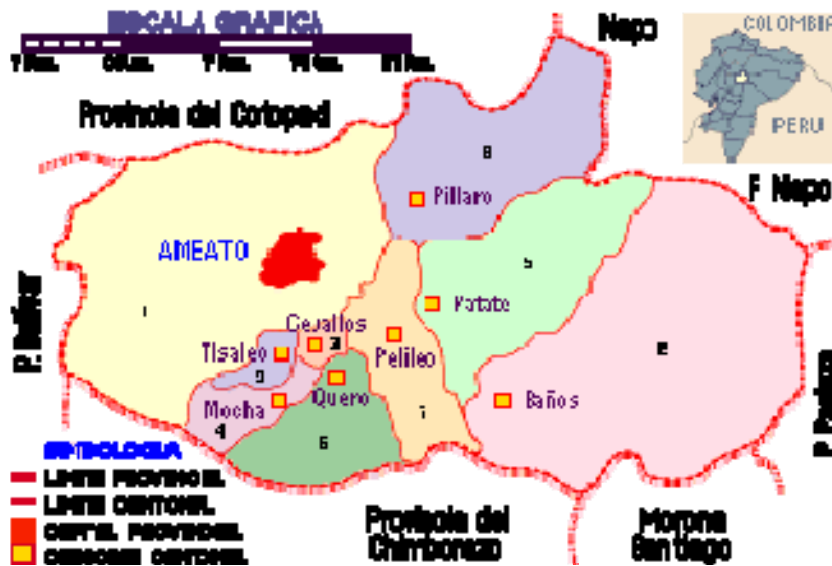 ESCALA GRAFICA
Napo
COLOMBIA
PERU
Provincia del Cotopaxi
8
Pillaro
P. Napo
AMBATO
5
1
P. Bolivar
Patate
Cevallos
3
Tisaleo
Pelileo
2
9
Quero
Baños
Mocha
4
6
7
P. Pastaza
SIMBOLOGIA
LIMITE PROVINCIAL
LIMITE CANTONAL
CAPITAL PROVINCIAL
CABECERA CANTONAL
Provincia del
Chimborazo
Morona
Santiago